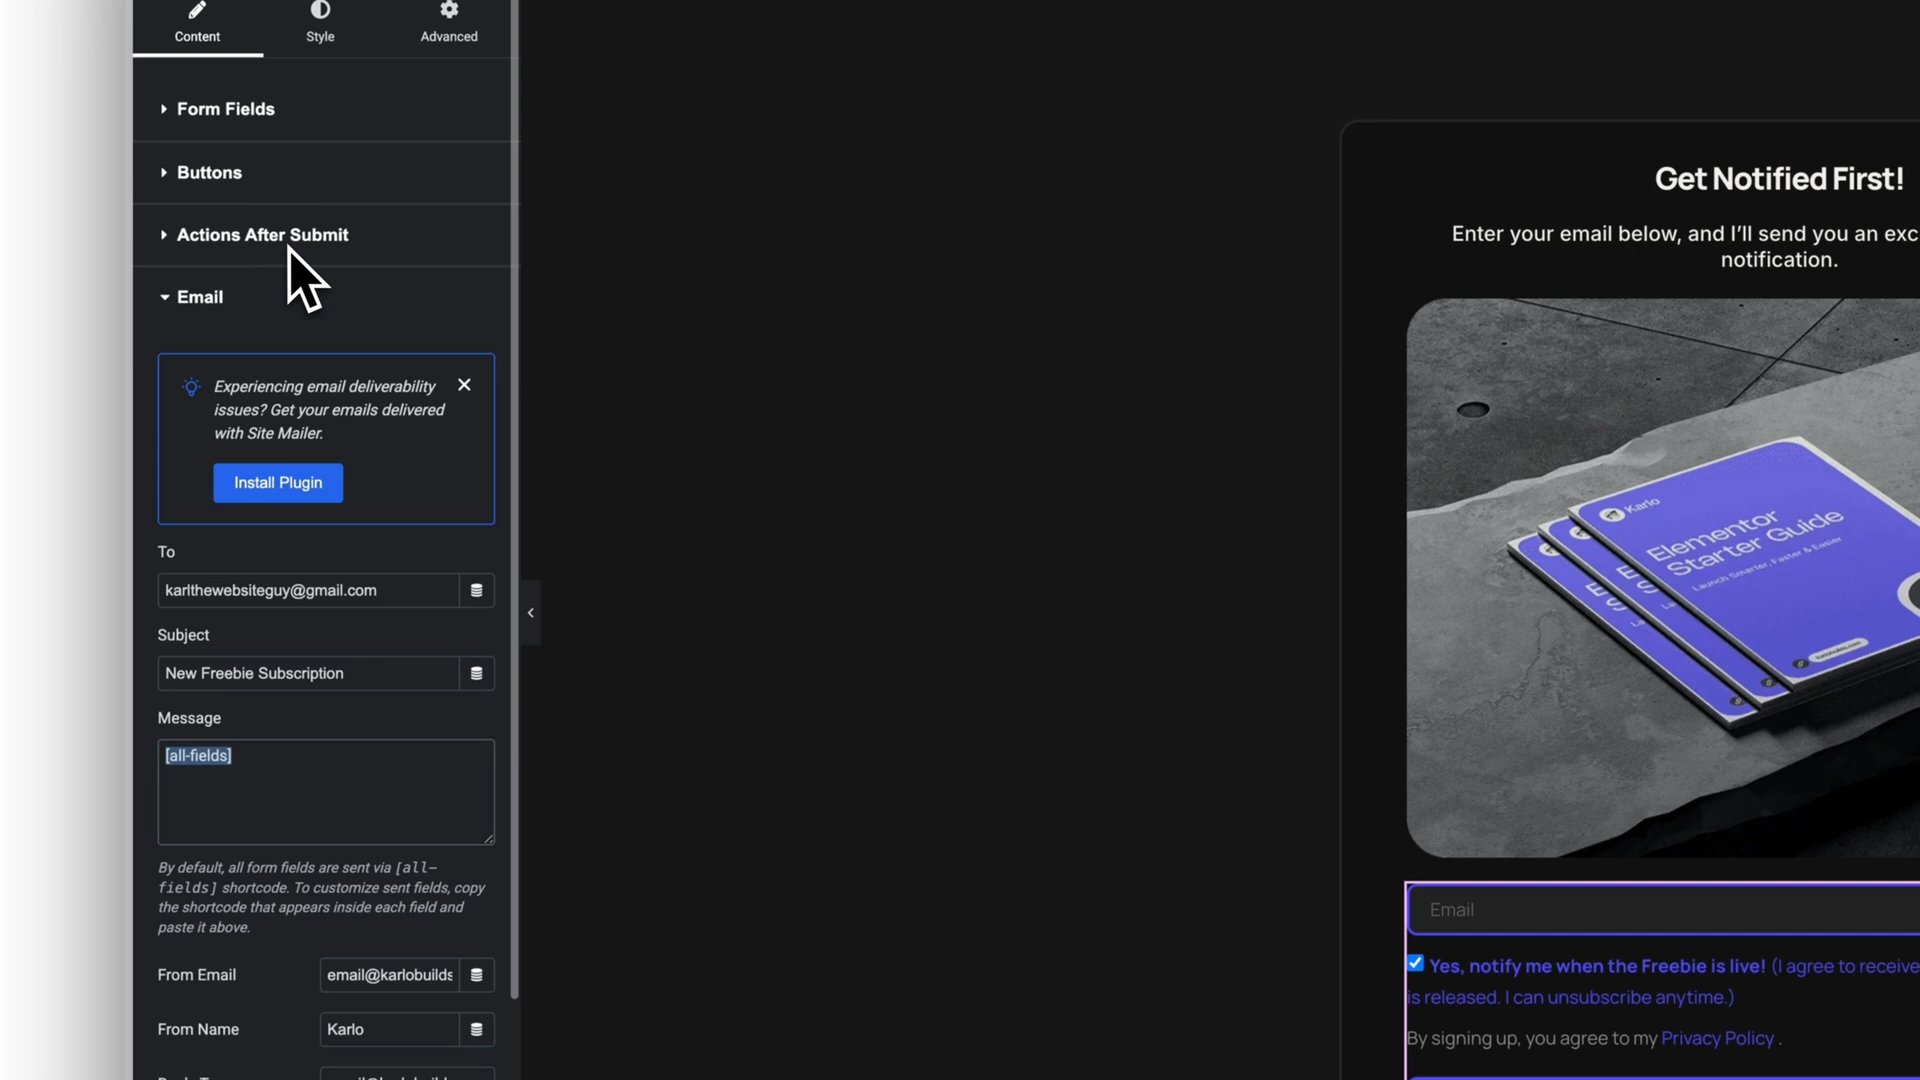 Content
Style
Advanced
Form Fields
Buttons
Actions After Submit
Email
Experiencing email deliverability
issues? Get your emails delivered
with Site Mailer.
Install Plugin
To
karlthewebsiteguy@gmail.com
Subject
New Freebie Subscription
Message
[all-fields]
By default, all form fields are sent via [all-
fields] shortcode. To customize sent fields, copy
the shortcode that appears inside each field and
paste it above.
From Email
email@karlobuilds
From Name
Karlo
Get Notified First!
Enter your email below, and I'll send you an exc
notification.
Karlo
Elementor
Starter Guide
Launch Smarter, Faster & Easier
Email
Yes, notify me when the Freebie is live! (I agree to receive
is released. I can unsubscribe anytime.)
By signing up, you agree to my Privacy Policy .